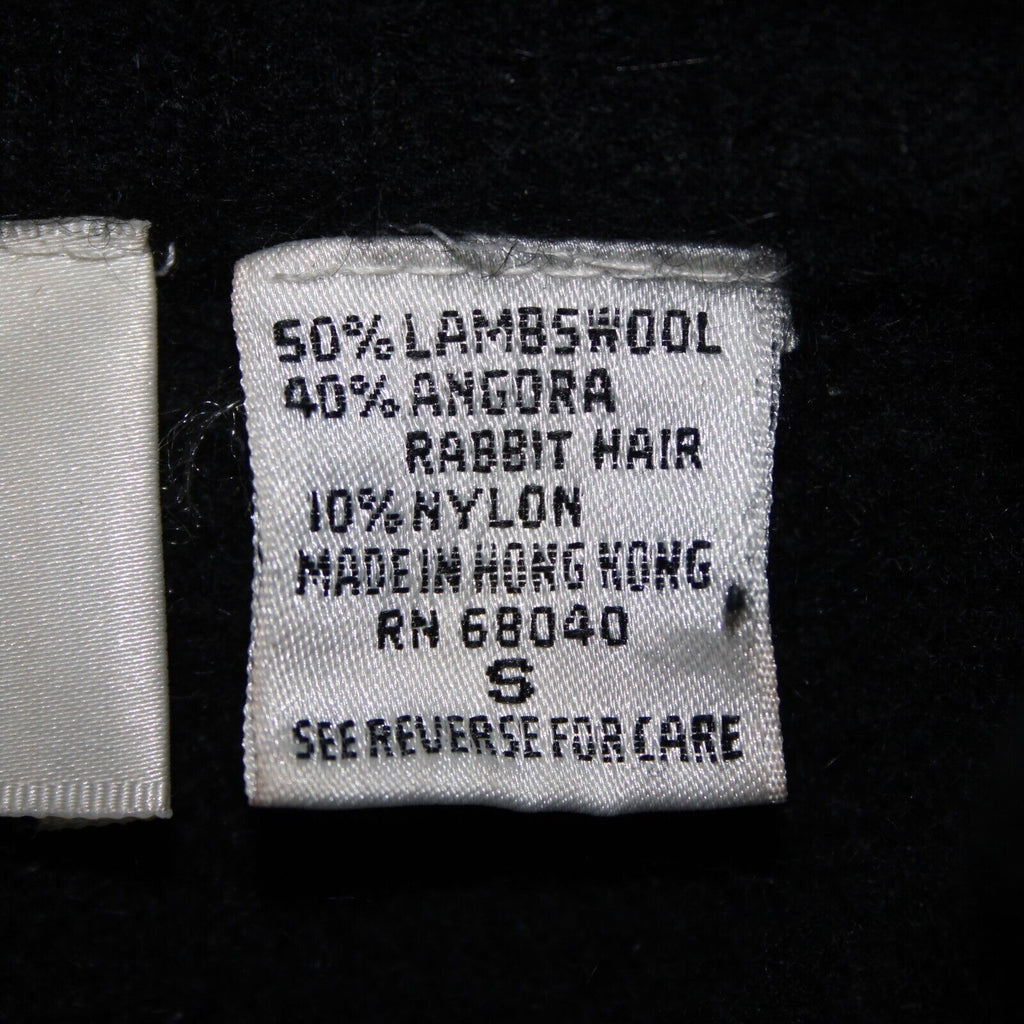 50% LAMBSWOOL
40% ANGORA
RABBIT HAIR
10% NYLON
MADE IN HONG KONG
RN 68040
S
SEE REVERSE FOR CARE